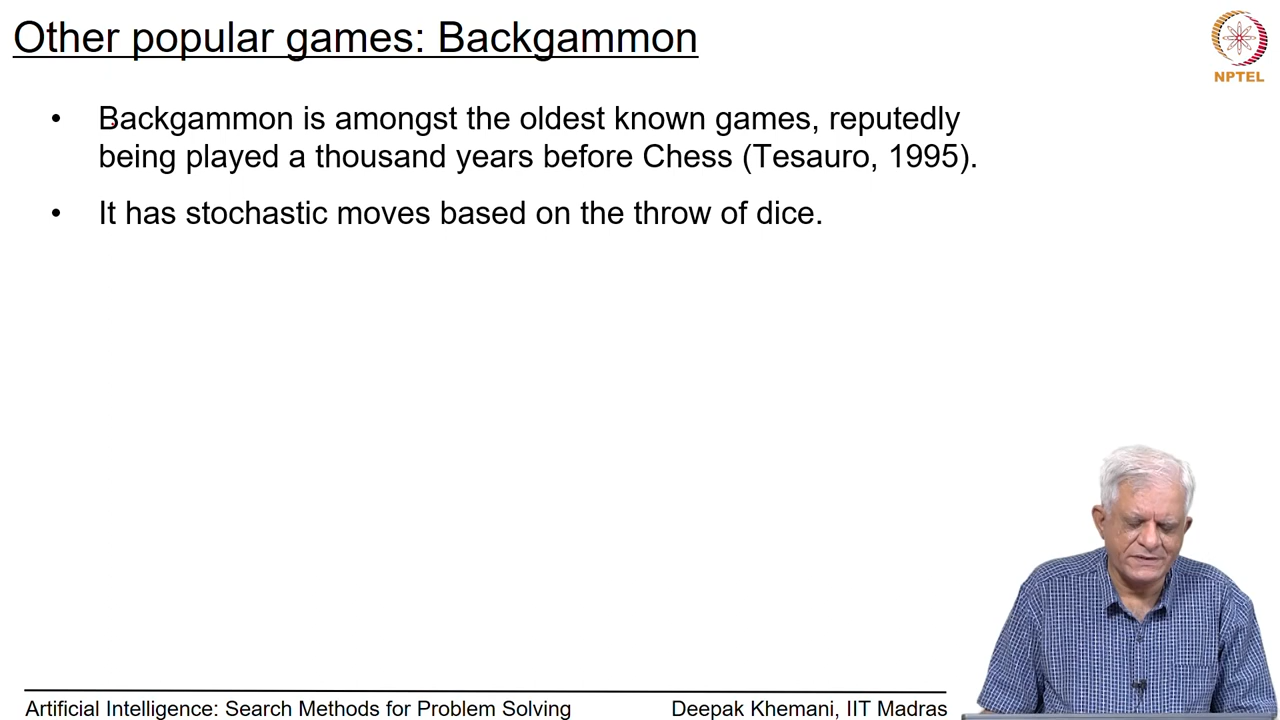 Other popular games: Backgammon
NPTEL
• Backgammon is amongst the oldest known games, reputedly
being played a thousand years before Chess (Tesauro, 1995).
• It has stochastic moves based on the throw of dice.
Artificial Intelligence: Search Methods for Problem Solving
Deepak Khemani, IIT Madras